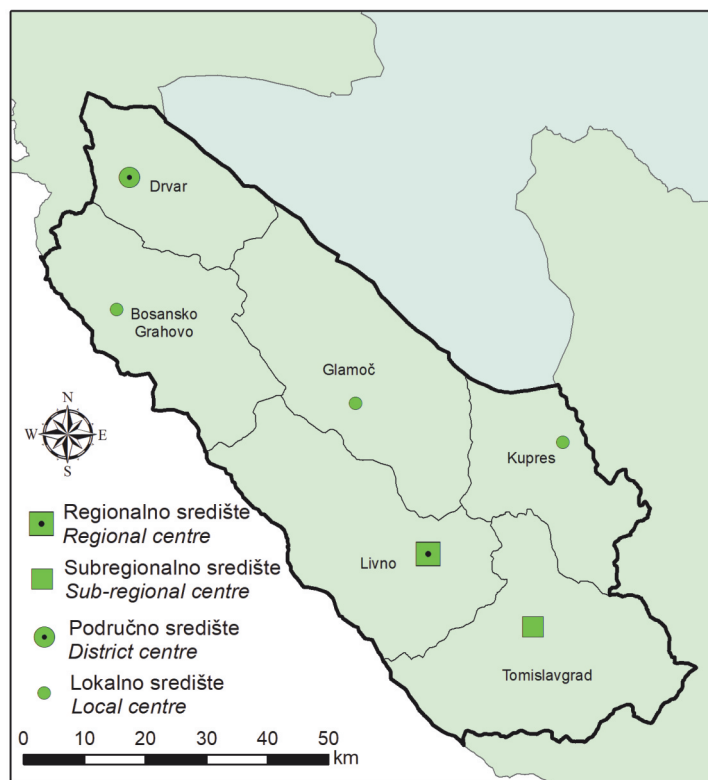 Drvar
Bosansko
Grahovo
Glamoč
Kupres
Livno
Tomislavgrad
N
W E
S
Regionalno središte
Regional centre
Subregionalno središte
Sub-regional centre
Područno središte
District centre
Lokalno središte
Local centre
0 10 20 30 40 50
km